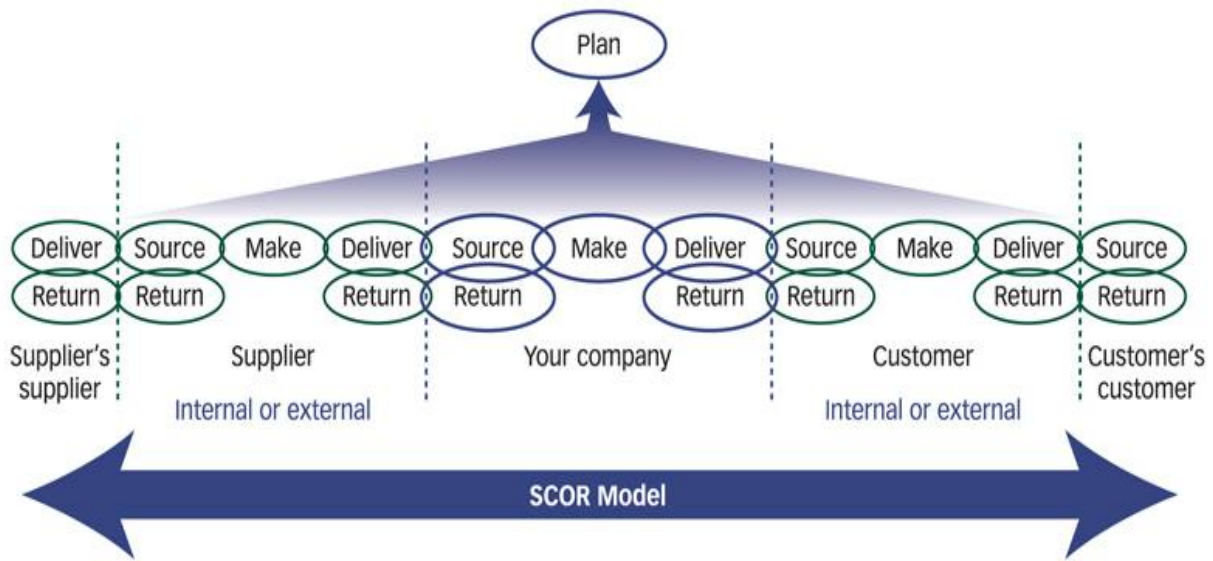 Plan
Deliver Source Make Deliver Source Make Deliver Source Make Deliver Source
Return Return Return Return Return Return Return Return
Supplier's supplier
Supplier
Your company
Customer
Customer's customer
Internal or external
Internal or external
SCOR Model